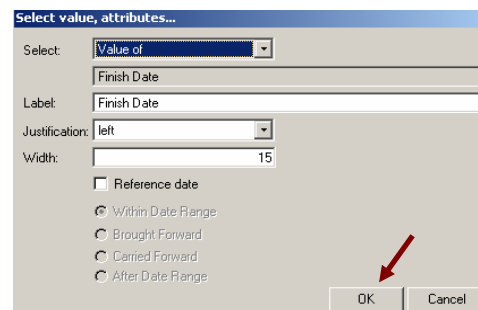 Select value, attributes...
Select: Value of
Finish Date
Label: Finish Date
Justification: left
Width: 15
Reference date
Within Date Range
Brought Forward
Carried Forward
After Date Range
OK Cancel